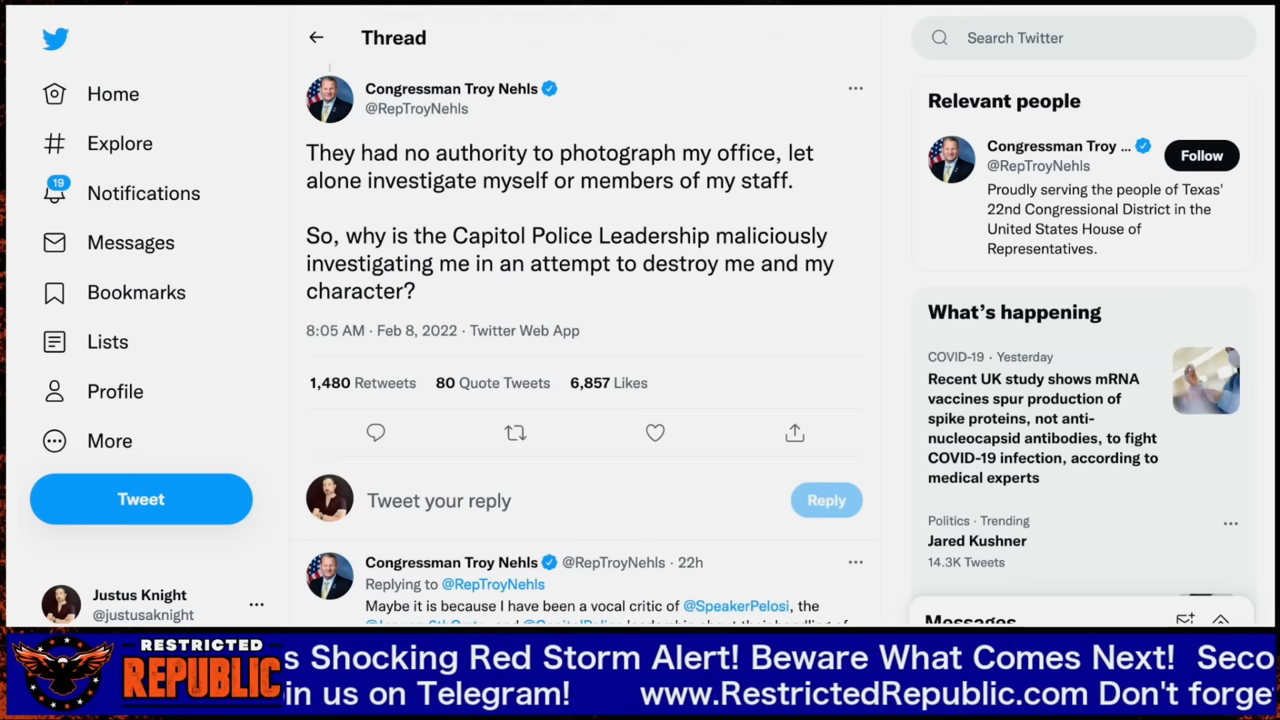 Home
Explore
19
Notifications
Messages
Bookmarks
Lists
Profile
More
Tweet
Justus Knight
@justusaknight
Thread
Congressman Troy Nehls
@RepTroyNehls
They had no authority to photograph my office, let
alone investigate myself or members of my staff.
So, why is the Capitol Police Leadership maliciously
investigating me in an attempt to destroy me and my
character?
8:05 AM · Feb 8, 2022 · Twitter Web App
1,480 Retweets 80 Quote Tweets 6,857 Likes
Tweet your reply
Reply
Congressman Troy Nehls @RepTroyNehls · 22h
Replying to @RepTroyNehls
Maybe it is because I have been a vocal critic of @SpeakerPelosi, the
Search Twitter
Relevant people
Congressman Troy ...
@RepTroyNehls
Follow
Proudly serving the people of Texas'
22nd Congressional District in the
United States House of
Representatives.
What's happening
COVID-19 · Yesterday
Recent UK study shows mRNA
vaccines spur production of
spike proteins, not anti-
nucleocapsid antibodies, to fight
COVID-19 infection, according to
medical experts
Politics · Trending
Jared Kushner
14.3K Tweets
Messages
RESTRICTED
REPUBLIC
s Shocking Red Storm Alert! Beware What Comes Next! Seco
in us on Telegram! www.RestrictedRepublic.com Don't forge